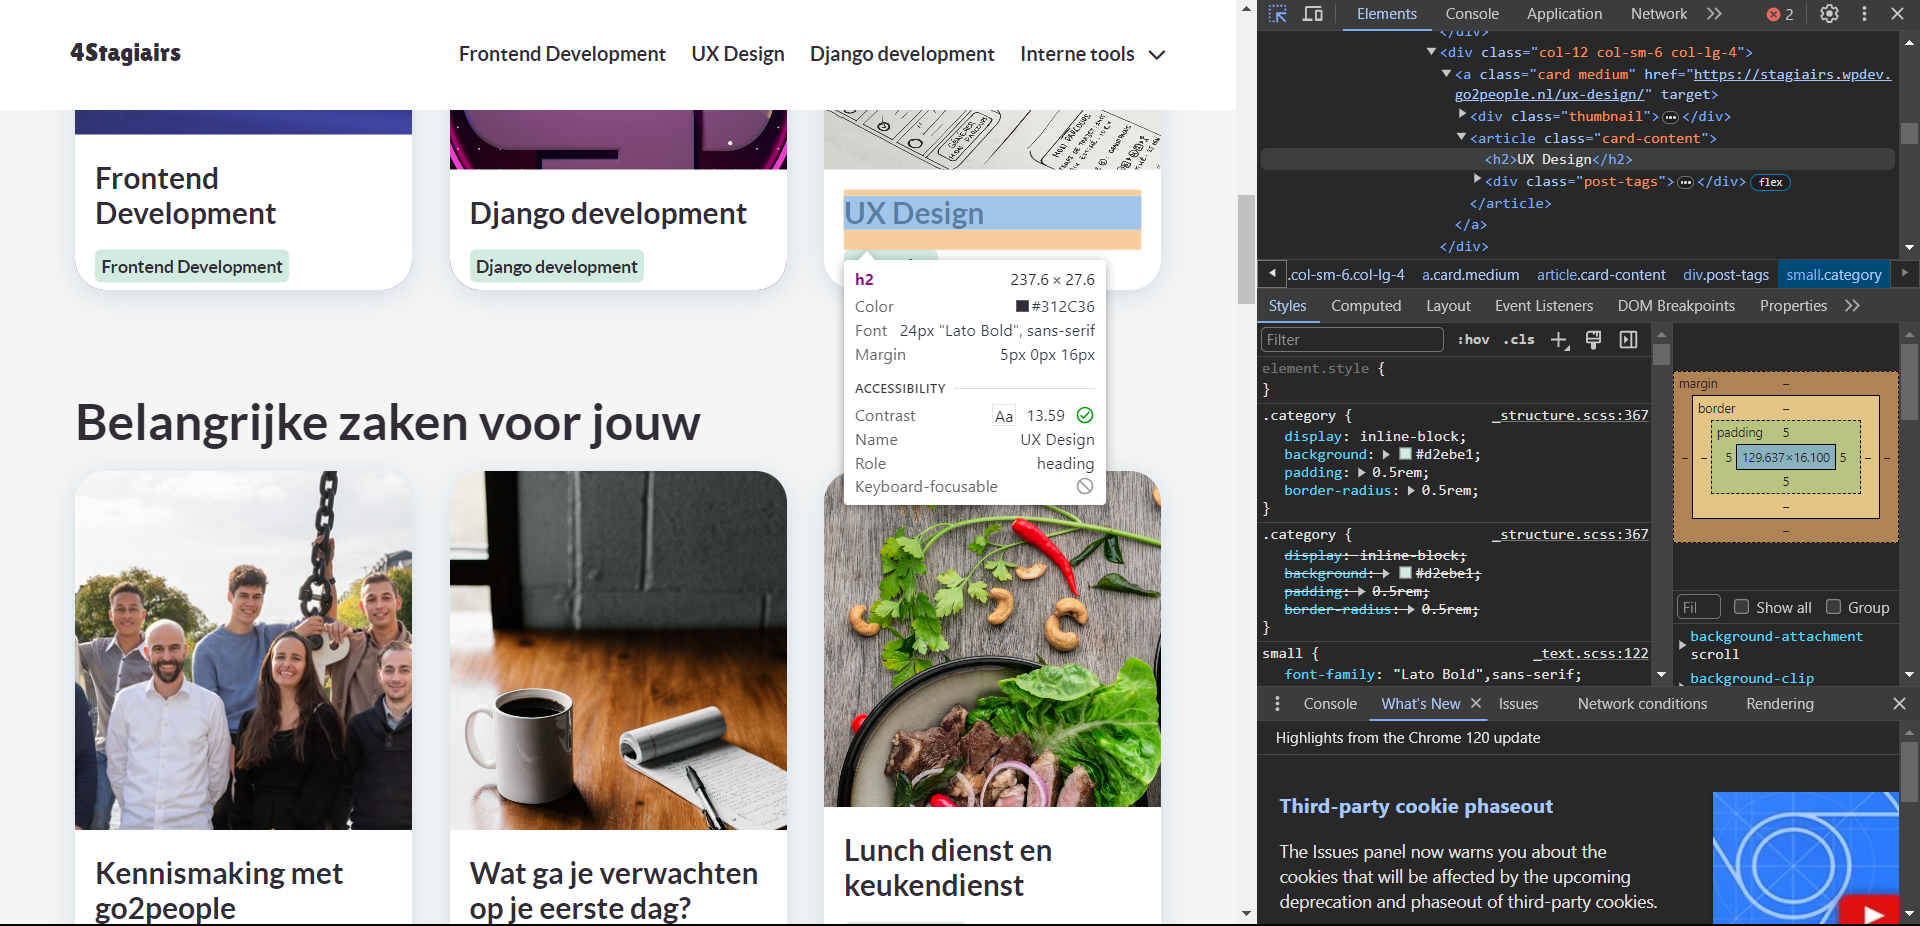 4Stagiairs
Frontend Development UX Design Django development Interne tools
Frontend
Development
Frontend Development
Django development
Django development
UX Design
h2 237.6 × 27.6
Color #312C36
Font 24px "Lato Bold", sans-serif
Margin 5px 0px 16px
ACCESSIBILITY
Contrast Aa 13.59
Name UX Design
Role heading
Keyboard-focusable
Belangrijke zaken voor jouw
Kennismaking met
go2people
Wat ga je verwachten
op je eerste dag?
Lunch dienst en
keukendienst
Elements Console Application Network 2
</div>
<div class="col-12 col-sm-6 col-lg-4">
<a class="card medium" href="https://stagiairs.wpdev.
go2people.nl/ux-design/" target>
<div class="thumbnail"> … </div>
<article class="card-content">
<h2>UX Design</h2>
<div class="post-tags"> … </div> flex
</article>
</a>
</div>
.col-sm-6.col-lg-4 a.card.medium article.card-content div.post-tags small.category
Styles Computed Layout Event Listeners DOM Breakpoints Properties
Filter :hov .cls
element.style {
}
.category { _structure.scss:367
display: inline-block;
background: #d2ebe1;
padding: 0.5rem;
border-radius: 0.5rem;
}
.category { _structure.scss:367
display: inline-block;
background: #d2ebe1;
padding: 0.5rem;
border-radius: 0.5rem;
}
small { _text.scss:122
font-family: "Lato Bold",sans-serif;
margin –
border –
padding 5
– – 5 129.637×16.100 5 – –
5
–
–
Fil Show all Group
background-attachment
scroll
background-clip
Console What's New Issues Network conditions Rendering
Highlights from the Chrome 120 update
Third-party cookie phaseout
The Issues panel now warns you about the
cookies that will be affected by the upcoming
deprecation and phaseout of third-party cookies.